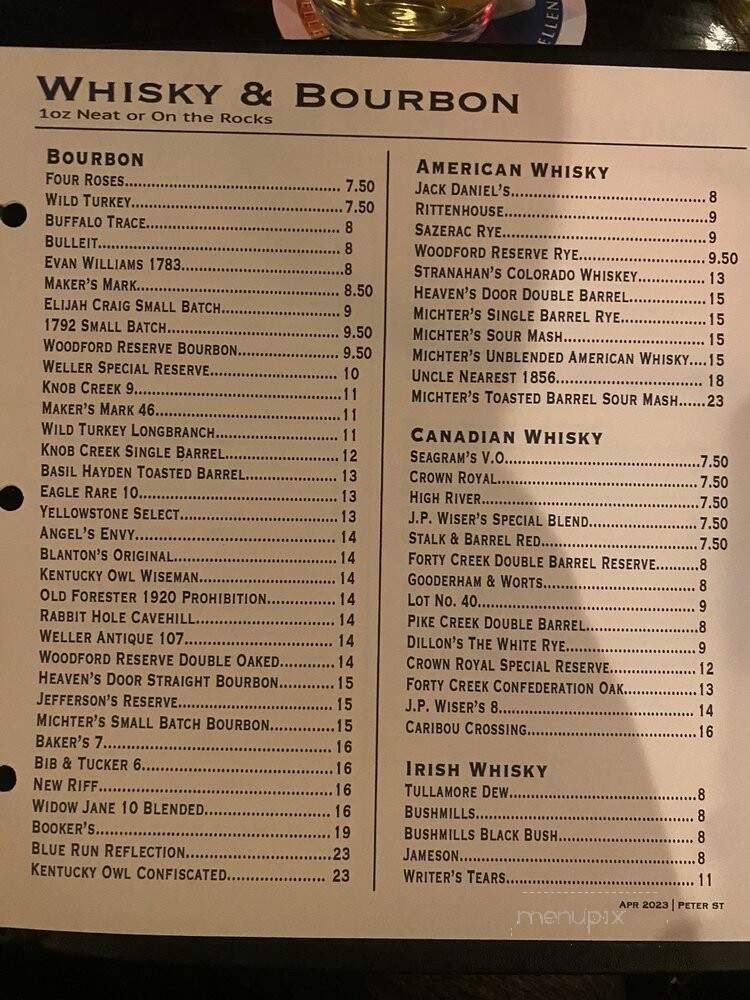 ELLE
ELLEN
WHISKY & BOURBON
1oz Neat or On the Rocks
BOURBON
FOUR ROSES........ 7.50
WILD TURKEY........ 7.50
BUFFALO TRACE........ 8
BULLEIT........ 8
EVAN WILLIAMS 1783........8
MAKER'S MARK........ 8.50
ELIJAH CRAIG SMALL BATCH........ 9
1792 SMALL BATCH........ 9.50
WOODFORD RESERVE BOURBON........ 9.50
WELLER SPECIAL RESERVE........ 10
KNOB CREEK 9........11
MAKER'S MARK 46........11
WILD TURKEY LONGBRANCH........ 11
KNOB CREEK SINGLE BARREL........ 12
BASIL HAYDEN TOASTED BARREL........ 13
EAGLE RARE 10........ 13
YELLOWSTONE SELECT........ 13
ANGEL'S ENVY........ 14
BLANTON'S ORIGINAL........ 14
KENTUCKY OWL WISEMAN........ 14
OLD FORESTER 1920 PROHIBITION........ 14
RABBIT HOLE CAVEHILL........ 14
WELLER ANTIQUE 107........ 14
WOODFORD RESERVE DOUBLE OAKED........ 14
HEAVEN'S DOOR STRAIGHT BOURBON........ 15
JEFFERSON'S RESERVE........ 15
MICHTER'S SMALL BATCH BOURBON........15
BAKER'S 7........ 16
BIB & TUCKER 6........ 16
NEW RIFF........ 16
WIDOW JANE 10 BLENDED........ 16
BOOKER'S........ 19
BLUE RUN REFLECTION........23
KENTUCKY OWL CONFISCATED........ 23
AMERICAN WHISKY
JACK DANIEL'S........ 8
RITTENHOUSE........9
SAZERAC RYE........ 9
WOODFORD RESERVE RYE........ 9.50
STRANAHAN'S COLORADO WHISKEY........ 13
HEAVEN'S DOOR DOUBLE BARREL........ 15
MICHTER'S SINGLE BARREL RYE........ 15
MICHTER'S SOUR MASH........ 15
MICHTER'S UNBLENDED AMERICAN WHISKY....15
UNCLE NEAREST 1856........ 18
MICHTER'S TOASTED BARREL SOUR MASH......23
CANADIAN WHISKY
SEAGRAM'S V.O........7.50
CROWN ROYAL........ 7.50
HIGH RIVER........7.50
J.P. WISER'S SPECIAL BLEND........7.50
STALK & BARREL RED........ 7.50
FORTY CREEK DOUBLE BARREL RESERVE........8
GOODERHAM & WORTS........ 8
LOT NO. 40........ 9
PIKE CREEK DOUBLE BARREL........8
DILLON'S THE WHITE RYE........ 9
CROWN ROYAL SPECIAL RESERVE........ 12
FORTY CREEK CONFEDERATION OAK........13
J.P. WISER'S 8........ 14
CARIBOU CROSSING........16
IRISH WHISKY
TULLAMORE DEW........8
BUSHMILLS........ 8
BUSHMILLS BLACK BUSH........ 8
JAMESON........8
WRITER'S TEARS........ 11
APR 2023 | PETER ST
menupix